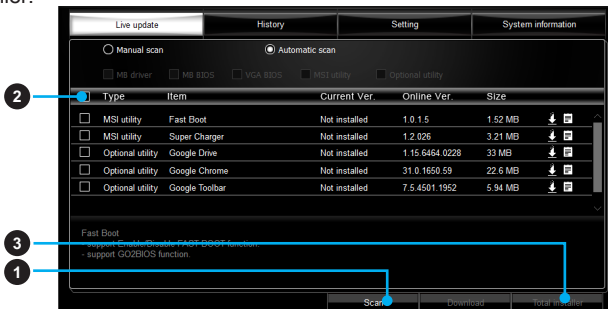 Live update History Setting System information
Manual scan Automatic scan
MB driver MB BIOS VGA BIOS MSI utility Optional utility
2
Type Item Current Ver. Online Ver. Size
MSI utility Fast Boot Not installed 1.0.1.5 1.52 MB
MSI utility Super Charger Not installed 1.2.026 3.21 MB
Optional utility Google Drive Not installed 1.15.6464.0228 33 MB
Optional utility Google Chrome Not installed 31.0.1650.59 22.6 MB
Optional utility Google Toolbar Not installed 7.5.4501.1952 5.94 MB
Fast Boot
3
- support Enable/Disable FAST BOOT function.
- support GO2BIOS function.
1
Scan Download Total Installer